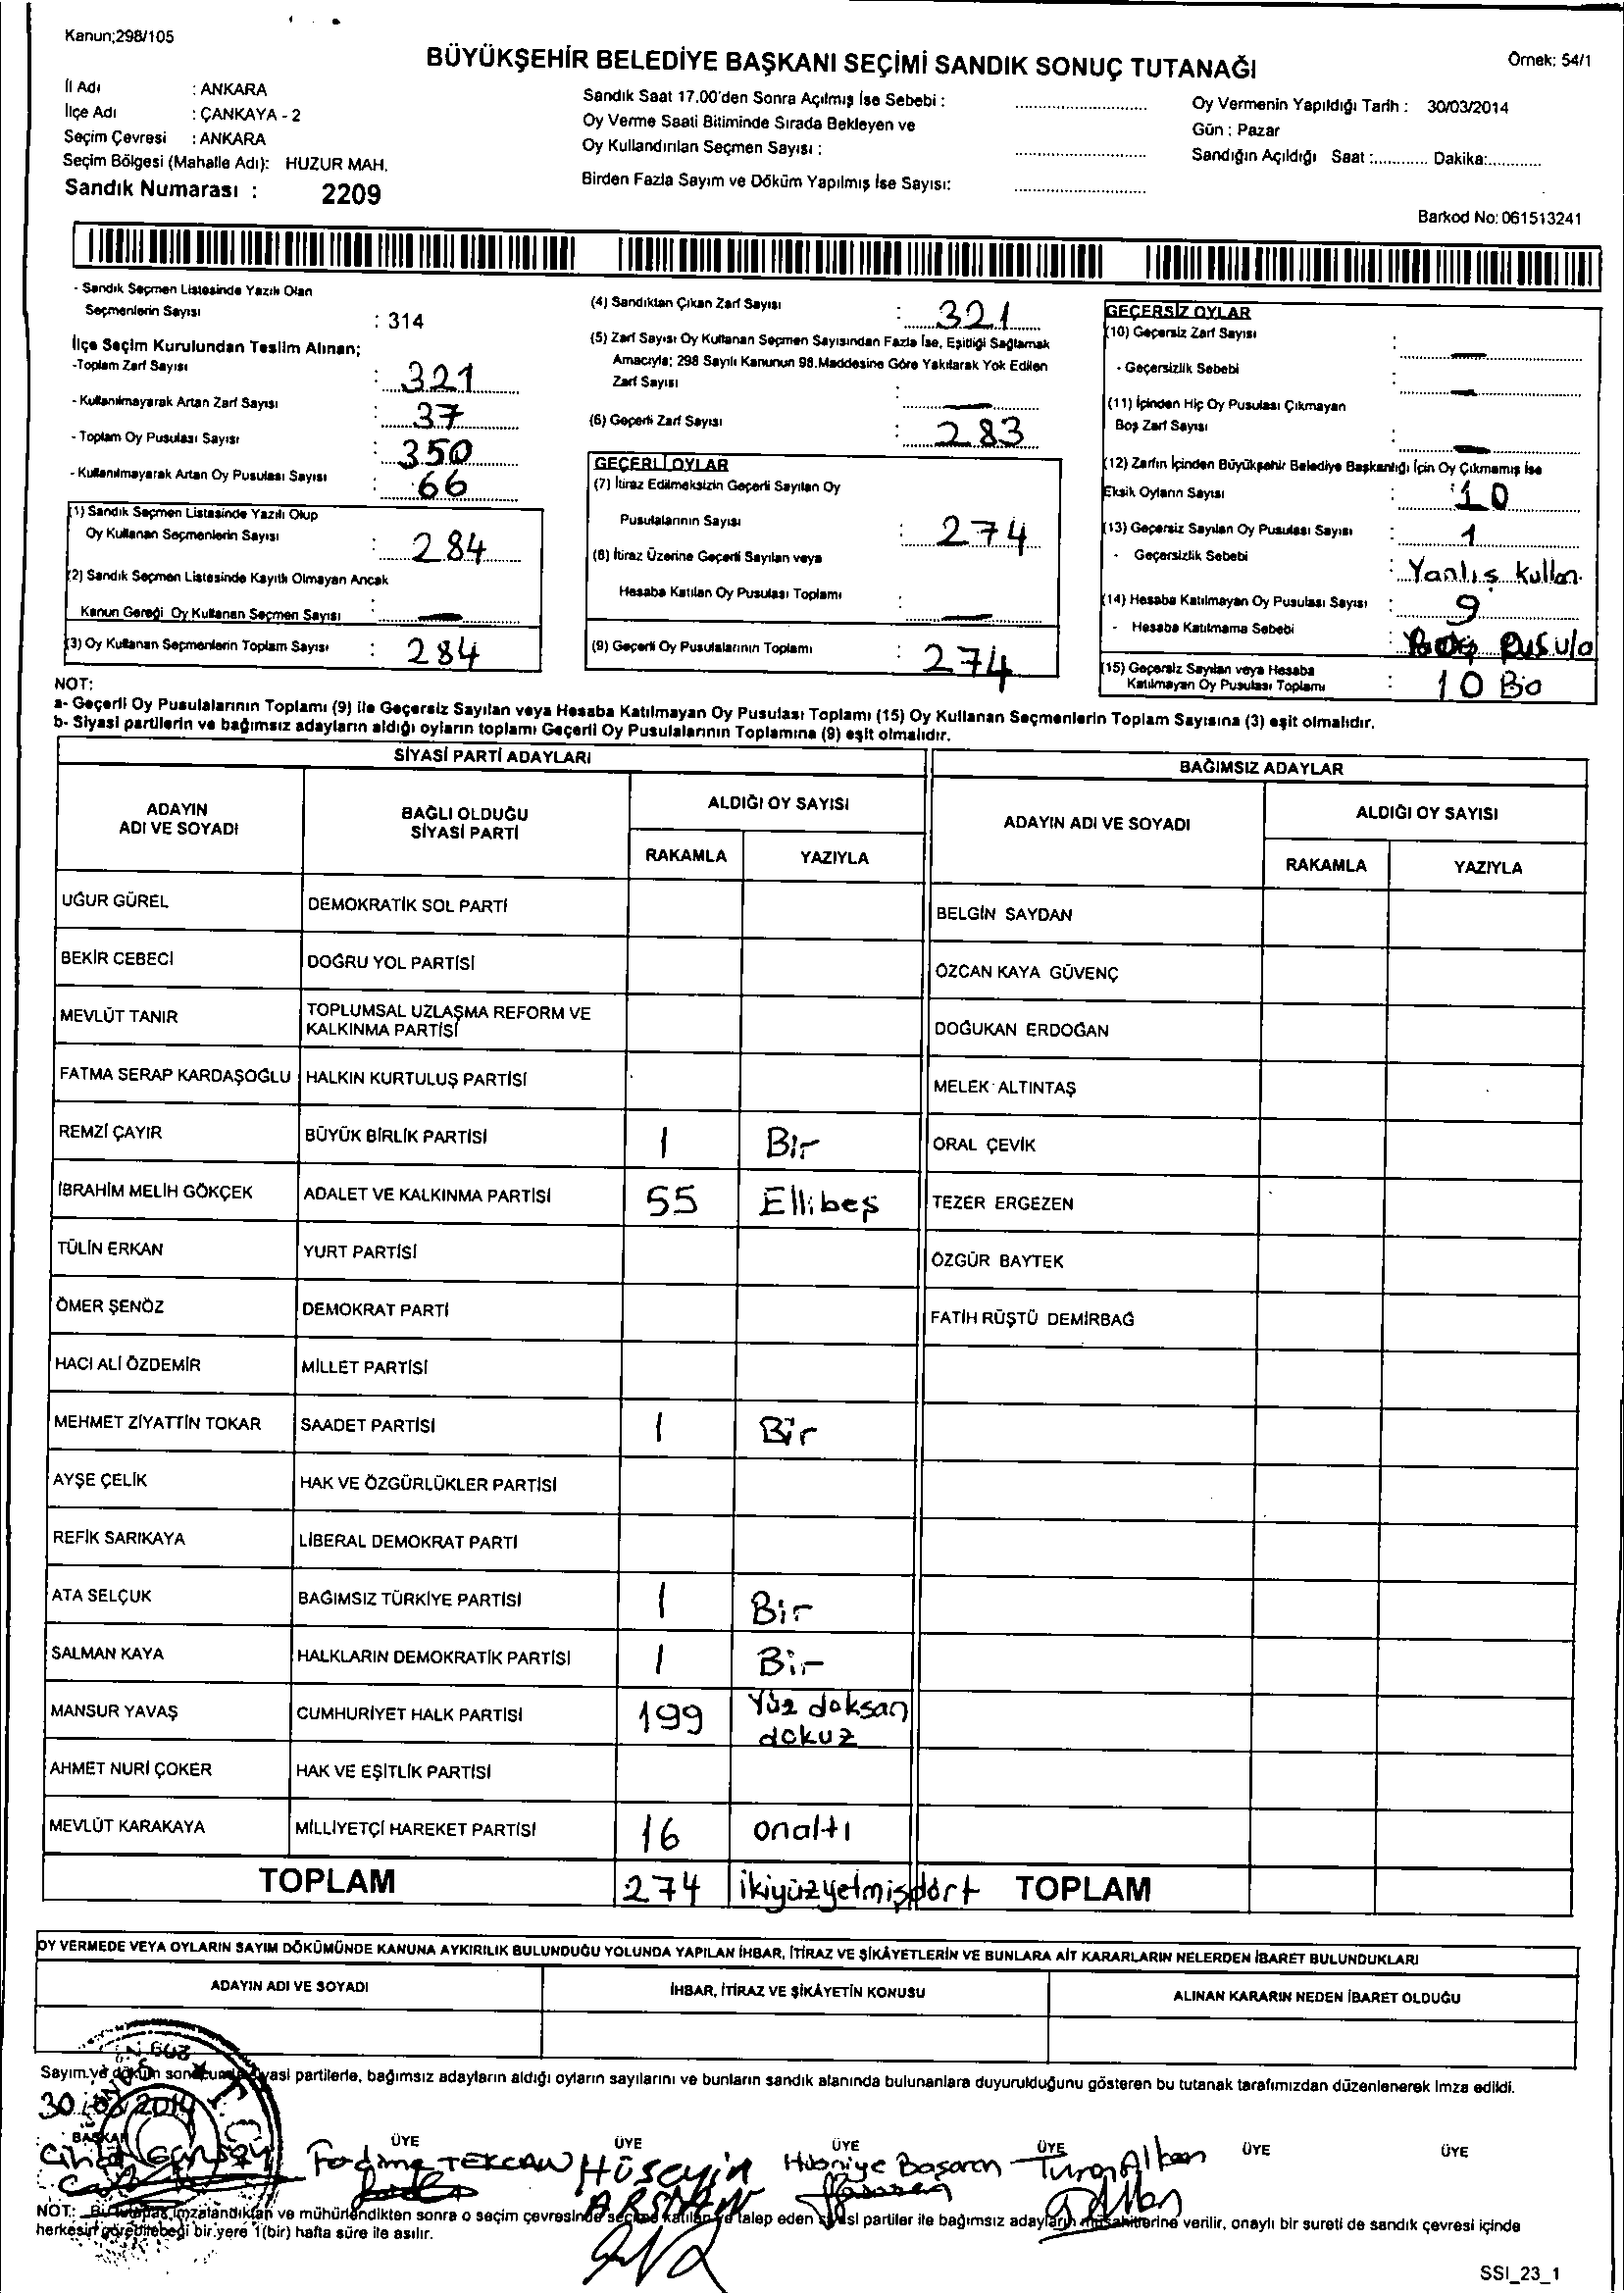 Kanun;298/105
BÜYÜKŞEHİR BELEDİYE BAŞKANI SEÇİMİ SANDIK SONUÇ TUTANAĞI
Örnek: 54/1
İl Adı : ANKARA
İlçe Adı : ÇANKAYA - 2
Seçim Çevresi : ANKARA
Seçim Bölgesi (Mahalle Adı): HUZUR MAH.
Sandık Numarası : 2209
Sandık Saat 17.00'den Sonra Açılmış İse Sebebi :
Oy Verme Saati Bitiminde Sırada Bekleyen ve
Oy Kullandırılan Seçmen Sayısı :
Birden Fazla Sayım ve Döküm Yapılmış İse Sayısı:
Oy Vermenin Yapıldığı Tarih : 30/03/2014
Gün : Pazar
Sandığın Açıldığı Saat :............ Dakika:............
Barkod No: 061513241
- Sandık Seçmen Listesinde Yazılı Olan
Seçmenlerin Sayısı : 314
İlçe Seçim Kurulundan Teslim Alınan;
-Toplam Zarf Sayısı : 321
- Kullanılmayarak Artan Zarf Sayısı : 37
- Toplam Oy Pusulası Sayısı : 350
- Kullanılmayarak Artan Oy Pusulası Sayısı : 66
(1) Sandık Seçmen Listesinde Yazılı Olup
Oy Kullanan Seçmenlerin Sayısı : 284
(2) Sandık Seçmen Listesinde Kayıtlı Olmayan Ancak
Kanun Gereği Oy Kullanan Seçmen Sayısı : —
(3) Oy Kullanan Seçmenlerin Toplam Sayısı : 284
(4) Sandıktan Çıkan Zarf Sayısı : 321
(5) Zarf Sayısı Oy Kullanan Seçmen Sayısından Fazla İse, Eşitliği Sağlamak
Amacıyla; 298 Sayılı Kanunun 98.Maddesine Göre Yakılarak Yok Edilen
Zarf Sayısı : —
(6) Geçerli Zarf Sayısı : 283
GEÇERLİ OYLAR
(7) İtiraz Edilmeksizin Geçerli Sayılan Oy
Pusulalarının Sayısı : 274
(8) İtiraz Üzerine Geçerli Sayılan veya
Hesaba Katılan Oy Pusulası Toplamı : —
(9) Geçerli Oy Pusulalarının Toplamı : 274
GEÇERSİZ OYLAR
(10) Geçersiz Zarf Sayısı : —
- Geçersizlik Sebebi : —
(11) İçinden Hiç Oy Pusulası Çıkmayan
Boş Zarf Sayısı : —
(12) Zarfın İçinden Büyükşehir Belediye Başkanlığı İçin Oy Çıkmamış İse
Eksik Oyların Sayısı : 10
(13) Geçersiz Sayılan Oy Pusulası Sayısı : 1
- Geçersizlik Sebebi : Yanlış kullan.
(14) Hesaba Katılmayan Oy Pusulası Sayısı : 9
- Hesaba Katılmama Sebebi : Boş pusula
(15) Geçersiz Sayılan veya Hesaba
Katılmayan Oy Pusulası Toplamı : 10
NOT:
a- Geçerli Oy Pusulalarının Toplamı (9) ile Geçersiz Sayılan veya Hesaba Katılmayan Oy Pusulası Toplamı (15) Oy Kullanan Seçmenlerin Toplam Sayısına (3) eşit olmalıdır.
b- Siyasi partilerin ve bağımsız adayların aldığı oyların toplamı Geçerli Oy Pusulalarının Toplamına (9) eşit olmalıdır.
SİYASİ PARTİ ADAYLARI
BAĞIMSIZ ADAYLAR
ADAYIN ADI VE SOYADI
BAĞLI OLDUĞU SİYASİ PARTİ
ALDIĞI OY SAYISI
RAKAMLA YAZIYLA
ADAYIN ADI VE SOYADI
ALDIĞI OY SAYISI
RAKAMLA YAZIYLA
UĞUR GÜREL DEMOKRATİK SOL PARTİ BELGİN SAYDAN
BEKİR CEBECİ DOĞRU YOL PARTİSİ ÖZCAN KAYA GÜVENÇ
MEVLÜT TANIR TOPLUMSAL UZLAŞMA REFORM VE KALKINMA PARTİSİ DOĞUKAN ERDOĞAN
FATMA SERAP KARDAŞOĞLU HALKIN KURTULUŞ PARTİSİ MELEK ALTINTAŞ
REMZİ ÇAYIR BÜYÜK BİRLİK PARTİSİ 1 Bir ORAL ÇEVİK
İBRAHİM MELİH GÖKÇEK ADALET VE KALKINMA PARTİSİ 55 Ellibeş TEZER ERGEZEN
TÜLİN ERKAN YURT PARTİSİ ÖZGÜR BAYTEK
ÖMER ŞENÖZ DEMOKRAT PARTİ FATİH RÜŞTÜ DEMİRBAĞ
HACI ALİ ÖZDEMİR MİLLET PARTİSİ
MEHMET ZİYATTİN TOKAR SAADET PARTİSİ 1 Bir
AYŞE ÇELİK HAK VE ÖZGÜRLÜKLER PARTİSİ
REFİK SARIKAYA LİBERAL DEMOKRAT PARTİ
ATA SELÇUK BAĞIMSIZ TÜRKİYE PARTİSİ 1 Bir
SALMAN KAYA HALKLARIN DEMOKRATİK PARTİSİ 1 Bir
MANSUR YAVAŞ CUMHURİYET HALK PARTİSİ 199 Yüz doksan dokuz
AHMET NURİ ÇOKER HAK VE EŞİTLİK PARTİSİ
MEVLÜT KARAKAYA MİLLİYETÇİ HAREKET PARTİSİ 16 onaltı
TOPLAM 274 ikiyüzyetmişdört TOPLAM
OY VERMEDE VEYA OYLARIN SAYIM DÖKÜMÜNDE KANUNA AYKIRILIK BULUNDUĞU YOLUNDA YAPILAN İHBAR, İTİRAZ VE ŞİKÂYETLERİN VE BUNLARA AİT KARARLARIN NELERDEN İBARET BULUNDUKLARI
ADAYIN ADI VE SOYADI İHBAR, İTİRAZ VE ŞİKÂYETİN KONUSU ALINAN KARARIN NEDEN İBARET OLDUĞU
Sayım ve döküm sonucunda siyasi partilerle, bağımsız adayların aldığı oyların sayılarını ve bunların sandık alanında bulunanlara duyurulduğunu gösteren bu tutanak tarafımızdan düzenlenerek imza edildi.
30/03/2014
BAŞKAN ÜYE ÜYE ÜYE ÜYE ÜYE ÜYE
Fadime TEKCAN Hüseyin ARSLAN Hüsniye Başaran Turan Alkan
NOT: Bu tutanak imzalandıktan ve mühürlendikten sonra o seçim çevresinde seçime katılan ve talep eden siyasi partiler ile bağımsız adayların müşahitlerine verilir, onaylı bir sureti de sandık çevresi içinde
herkesin görebileceği bir yere 1(bir) hafta süre ile asılır.
SSI_23_1